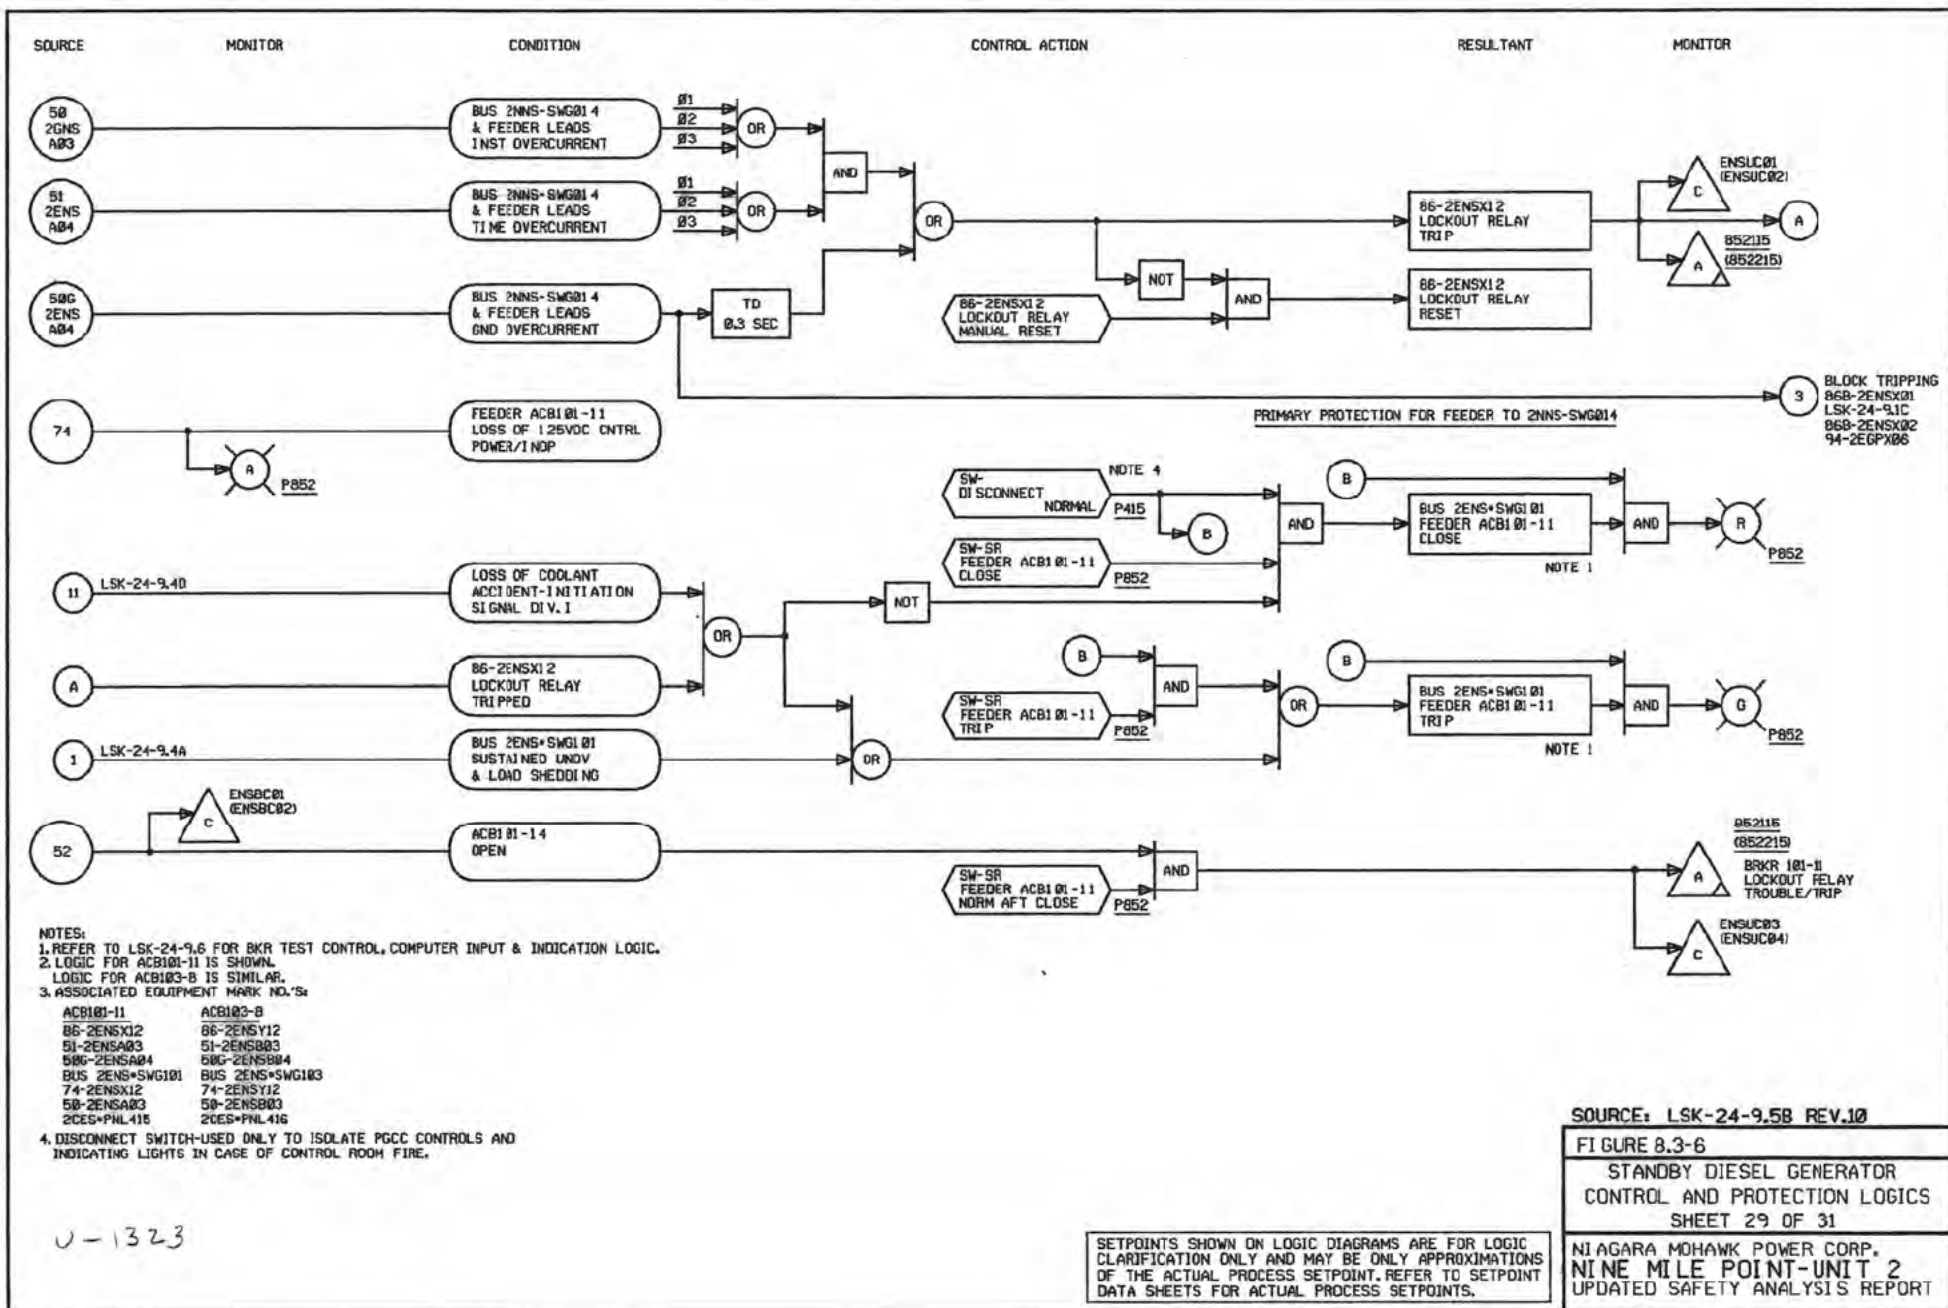 SOURCE MONITOR CONDITION CONTROL ACTION RESULTANT MONITOR
50
2GNS
A03
BUS 2NNS-SWG014
& FEEDER LEADS
INST OVERCURRENT
Ø1
Ø2
Ø3
OR
51
2ENS
A04
BUS 2NNS*SWG014
& FEEDER LEADS
TIME OVERCURRENT
Ø1
Ø2
Ø3
OR
AND
OR
86-2ENSX12
LOCKOUT RELAY
TRIP
ENSUC01
(ENSUC02)
C
A
852115
(852215)
A
50G
2ENS
A04
BUS 2NNS-SWG014
& FEEDER LEADS
GND OVERCURRENT
TD
0.3 SEC
86-2ENSX12
LOCKOUT RELAY
MANUAL RESET
NOT
AND
86-2ENSX12
LOCKOUT RELAY
RESET
3
BLOCK TRIPPING
86B-2ENSX01
LSK-24-9.1C
86B-2ENSX02
94-2EGPX06
PRIMARY PROTECTION FOR FEEDER TO 2NNS-SWG014
74
A
P852
FEEDER ACB101-11
LOSS OF 125VDC CNTRL
POWER/INOP
SW-
DISCONNECT
NORMAL
NOTE 4
P415
B
SW-SR
FEEDER ACB101-11
CLOSE
P852
AND
B
BUS 2ENS*SWG101
FEEDER ACB101-11
CLOSE
NOTE 1
AND
R
P852
11
LSK-24-9.4D
LOSS OF COOLANT
ACCIDENT-INITIATION
SIGNAL DIV.I
OR
NOT
A
86-2ENSX12
LOCKOUT RELAY
TRIPPED
B
SW-SR
FEEDER ACB101-11
TRIP
P852
AND
OR
B
BUS 2ENS*SWG101
FEEDER ACB101-11
TRIP
NOTE 1
AND
G
P852
1
LSK-24-9.4A
BUS 2ENS*SWG101
SUSTAINED UNDV
& LOAD SHEDDING
OR
ENSBC01
(ENSBC02)
C
52
ACB101-14
OPEN
SW-SR
FEEDER ACB101-11
NORM AFT CLOSE
P852
AND
852115
(852215)
A
BRKR 101-11
LOCKOUT RELAY
TROUBLE/TRIP
ENSUC03
(ENSUC04)
C
NOTES:
1. REFER TO LSK-24-9.6 FOR BKR TEST CONTROL, COMPUTER INPUT & INDICATION LOGIC.
2. LOGIC FOR ACB101-11 IS SHOWN.
LOGIC FOR ACB103-8 IS SIMILAR.
3. ASSOCIATED EQUIPMENT MARK NO.'S:
ACB101-11 ACB103-8
86-2ENSX12 86-2ENSY12
51-2ENSA03 51-2ENSB03
50G-2ENSA04 50G-2ENSB04
BUS 2ENS*SWG101 BUS 2ENS*SWG103
74-2ENSX12 74-2ENSY12
50-2ENSA03 50-2ENSB03
2CES*PNL415 2CES*PNL416
4. DISCONNECT SWITCH-USED ONLY TO ISOLATE PGCC CONTROLS AND
INDICATING LIGHTS IN CASE OF CONTROL ROOM FIRE.
U-1323
SETPOINTS SHOWN ON LOGIC DIAGRAMS ARE FOR LOGIC
CLARIFICATION ONLY AND MAY BE ONLY APPROXIMATIONS
OF THE ACTUAL PROCESS SETPOINT. REFER TO SETPOINT
DATA SHEETS FOR ACTUAL PROCESS SETPOINTS.
SOURCE: LSK-24-9.5B REV.10
FIGURE 8.3-6
STANDBY DIESEL GENERATOR
CONTROL AND PROTECTION LOGICS
SHEET 29 OF 31
NIAGARA MOHAWK POWER CORP.
NINE MILE POINT-UNIT 2
UPDATED SAFETY ANALYSIS REPORT